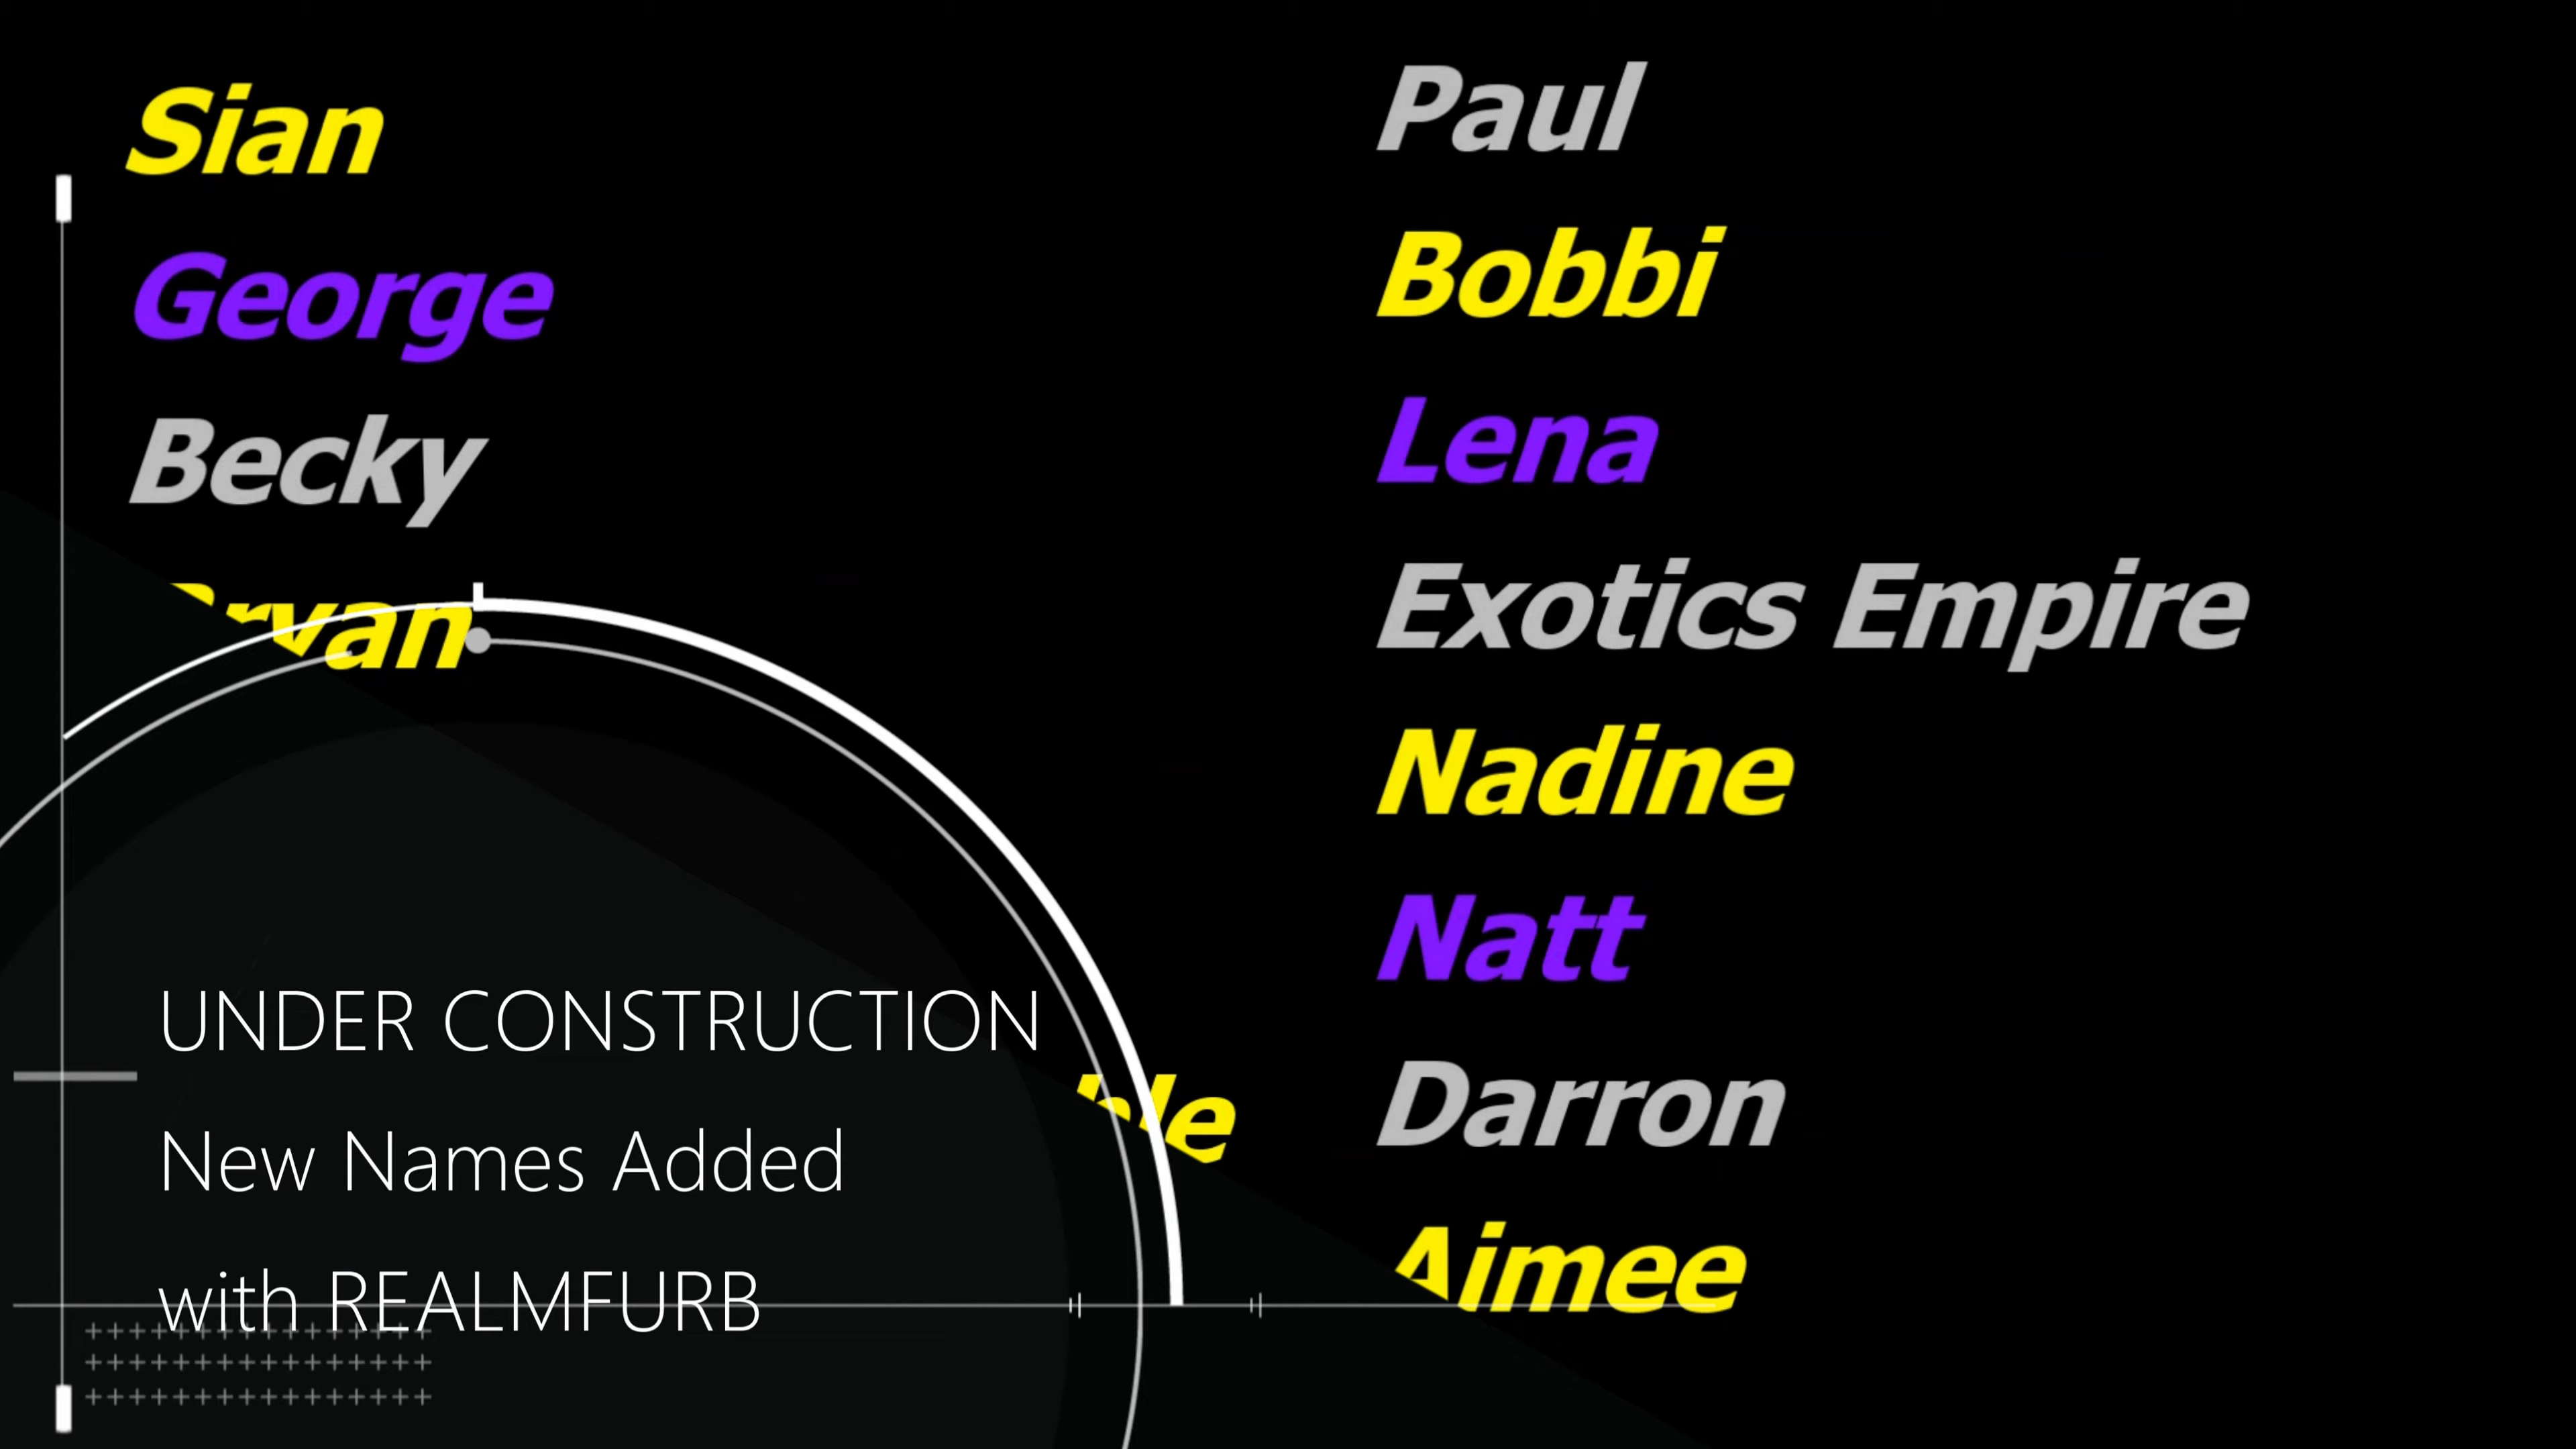 Sian
George
Becky
UNDER CONSTRUCTION
New Names Added
with REALMFURB
Paul
Bobbi
Lena
Exotics Empire
Nadine
Natt
Darron
Aimee